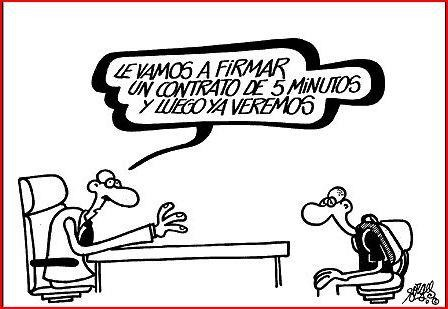 LE VAMOS A FIRMAR
UN CONTRATO DE 5 MINUTOS
Y LUEGO YA VEREMOS